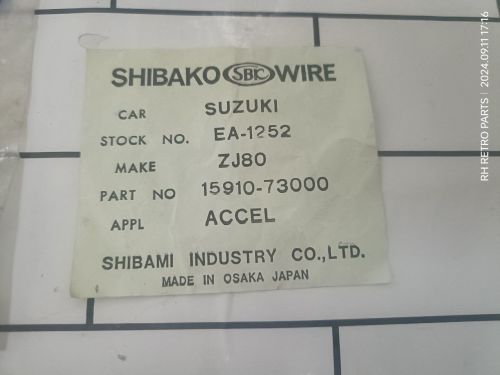 SHIBAKO SBIC WIRE
CAR SUZUKI
STOCK NO. EA-1252
MAKE ZJ80
PART NO 15910-73000
APPL ACCEL
SHIBAMI INDUSTRY CO.,LTD.
MADE IN OSAKA JAPAN
RH RETRO PARTS | 2024.09.11 17:16